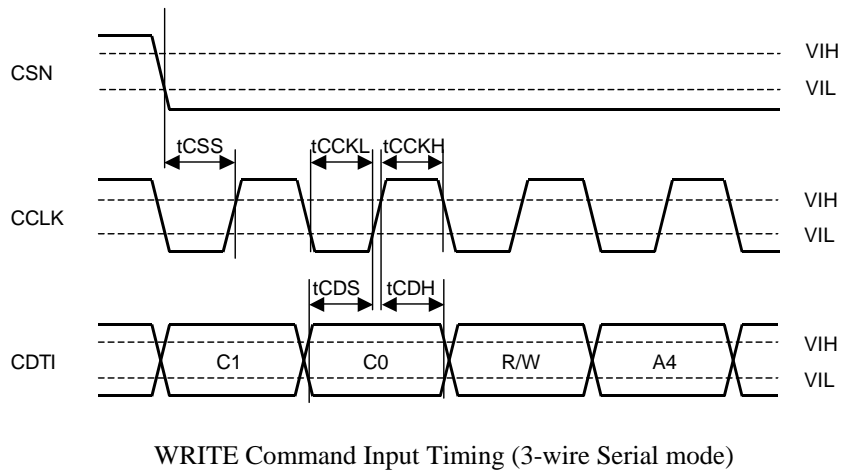 CSN
VIH
VIL
tCSS
tCCKL
tCCKH
CCLK
VIH
VIL
tCDS
tCDH
CDTI
C1
C0
R/W
A4
VIH
VIL
WRITE Command Input Timing (3-wire Serial mode)